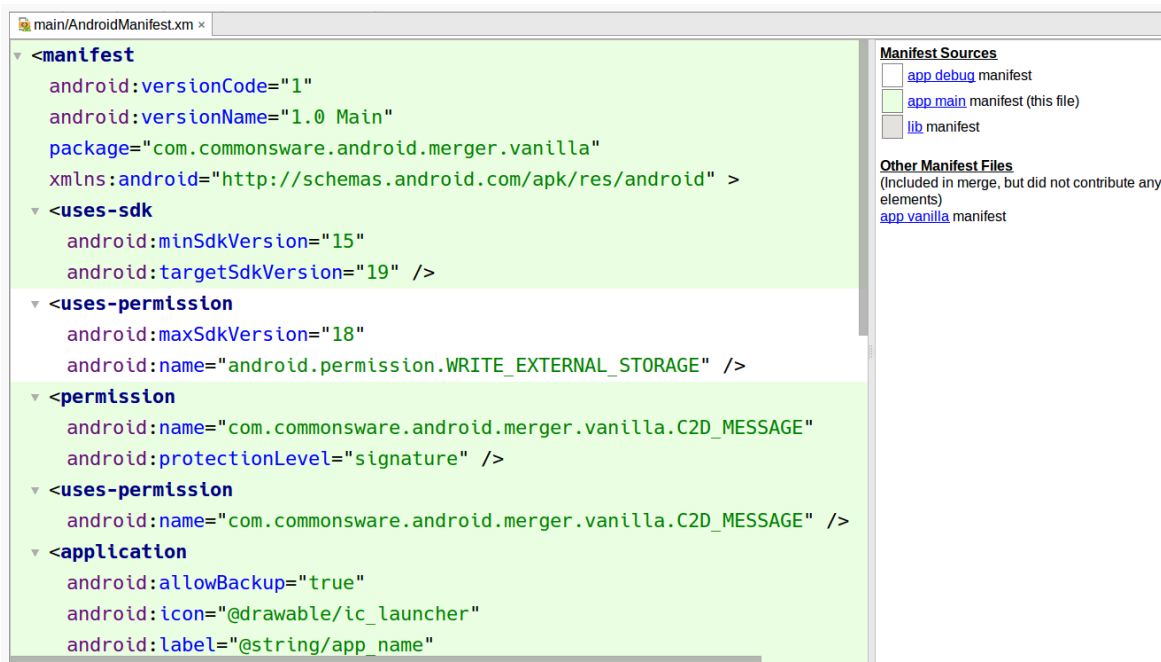 main/AndroidManifest.xm ×
<manifest
android:versionCode="1"
android:versionName="1.0 Main"
package="com.commonsware.android.merger.vanilla"
xmlns:android="http://schemas.android.com/apk/res/android" >
<uses-sdk
android:minSdkVersion="15"
android:targetSdkVersion="19" />
<uses-permission
android:maxSdkVersion="18"
android:name="android.permission.WRITE_EXTERNAL_STORAGE" />
<permission
android:name="com.commonsware.android.merger.vanilla.C2D_MESSAGE"
android:protectionLevel="signature" />
<uses-permission
android:name="com.commonsware.android.merger.vanilla.C2D_MESSAGE" />
<application
android:allowBackup="true"
android:icon="@drawable/ic_launcher"
android:label="@string/app_name"
Manifest Sources
app debug manifest
app main manifest (this file)
lib manifest
Other Manifest Files
(Included in merge, but did not contribute any
elements)
app vanilla manifest